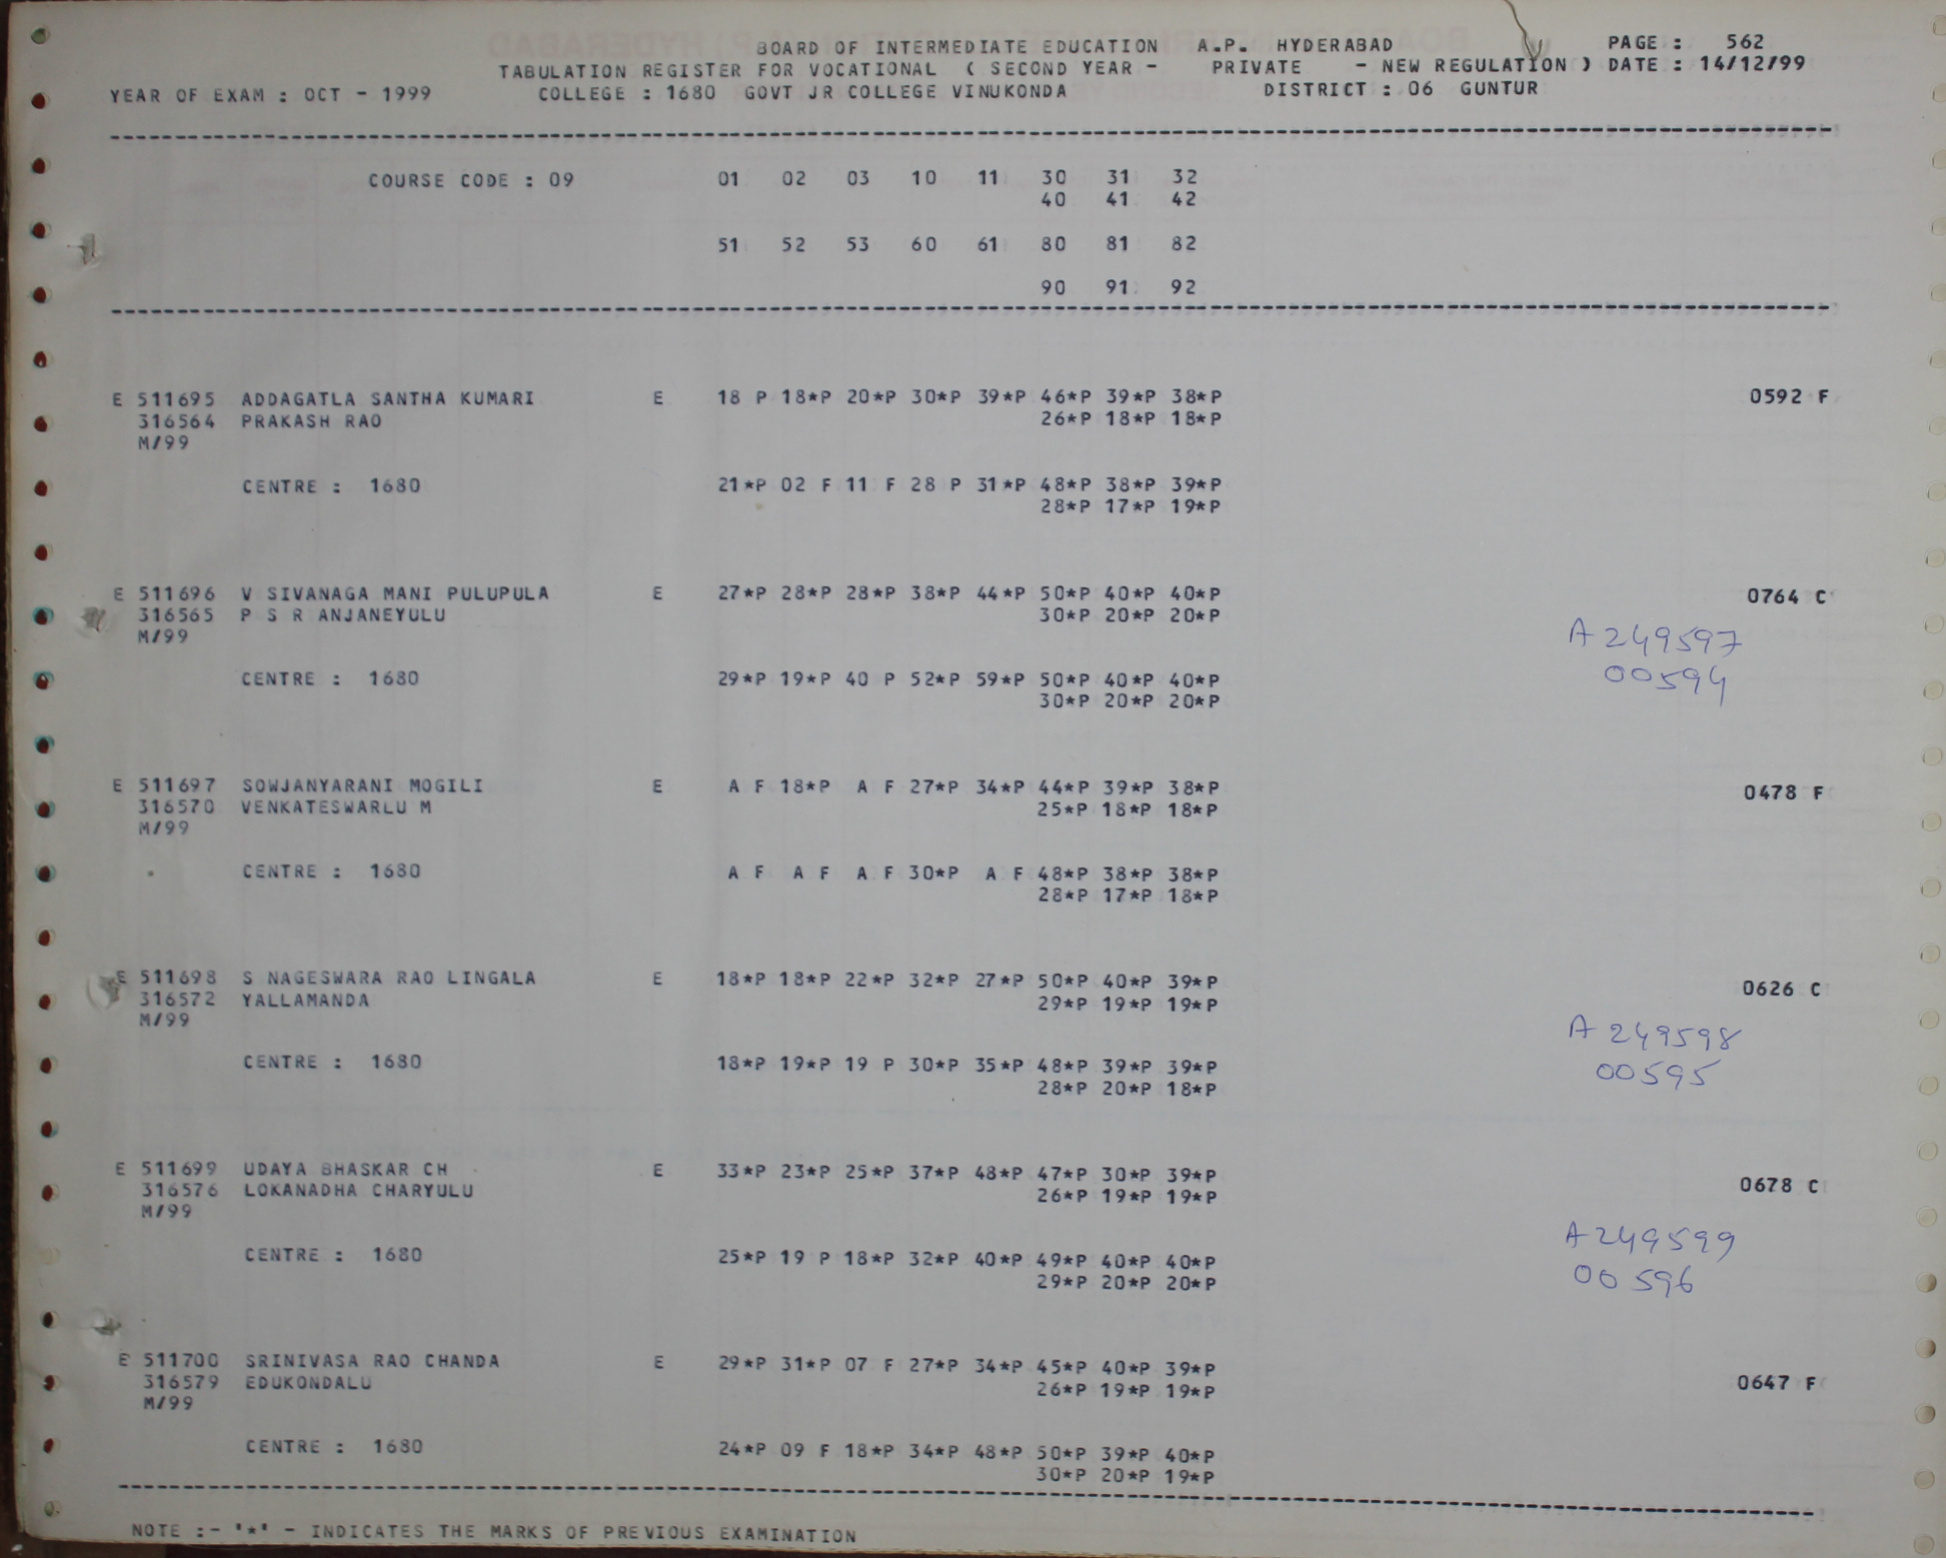 BOARD OF INTERMEDIATE EDUCATION A.P. HYDERABAD PAGE : 562
TABULATION REGISTER FOR VOCATIONAL ( SECOND YEAR - PRIVATE - NEW REGULATION ) DATE : 14/12/99
YEAR OF EXAM : OCT - 1999 COLLEGE : 1680 GOVT JR COLLEGE VINUKONDA DISTRICT : 06 GUNTUR
COURSE CODE : 09 01 02 03 10 11 30 31 32
40 41 42
51 52 53 60 61 80 81 82
90 91 92
E 511695 ADDAGATLA SANTHA KUMARI E 18 P 18*P 20*P 30*P 39*P 46*P 39*P 38*P 0592 F
316564 PRAKASH RAO 26*P 18*P 18*P
M/99
CENTRE : 1680 21*P 02 F 11 F 28 P 31*P 48*P 38*P 39*P
28*P 17*P 19*P
E 511696 V SIVANAGA MANI PULUPULA E 27*P 28*P 28*P 38*P 44*P 50*P 40*P 40*P 0764 C
316565 P S R ANJANEYULU 30*P 20*P 20*P
M/99 A 249597
CENTRE : 1680 29*P 19*P 40 P 52*P 59*P 50*P 40*P 40*P 00594
30*P 20*P 20*P
E 511697 SOWJANYARANI MOGILI E A F 18*P A F 27*P 34*P 44*P 39*P 38*P 0478 F
316570 VENKATESWARLU M 25*P 18*P 18*P
M/99
CENTRE : 1680 A F A F A F 30*P A F 48*P 38*P 38*P
28*P 17*P 18*P
E 511698 S NAGESWARA RAO LINGALA E 18*P 18*P 22*P 32*P 27*P 50*P 40*P 39*P 0626 C
316572 YALLAMANDA 29*P 19*P 19*P
M/99 A 249598
CENTRE : 1680 18*P 19*P 19 P 30*P 35*P 48*P 39*P 39*P 00595
28*P 20*P 18*P
E 511699 UDAYA BHASKAR CH E 33*P 23*P 25*P 37*P 48*P 47*P 30*P 39*P 0678 C
316576 LOKANADHA CHARYULU 26*P 19*P 19*P
M/99 A 249599
CENTRE : 1680 25*P 19 P 18*P 32*P 40*P 49*P 40*P 40*P 00596
29*P 20*P 20*P
E 511700 SRINIVASA RAO CHANDA E 29*P 31*P 07 F 27*P 34*P 45*P 40*P 39*P 0647 F
316579 EDUKONDALU 26*P 19*P 19*P
M/99
CENTRE : 1680 24*P 09 F 18*P 34*P 48*P 50*P 39*P 40*P
30*P 20*P 19*P
NOTE :- '*' - INDICATES THE MARKS OF PREVIOUS EXAMINATION